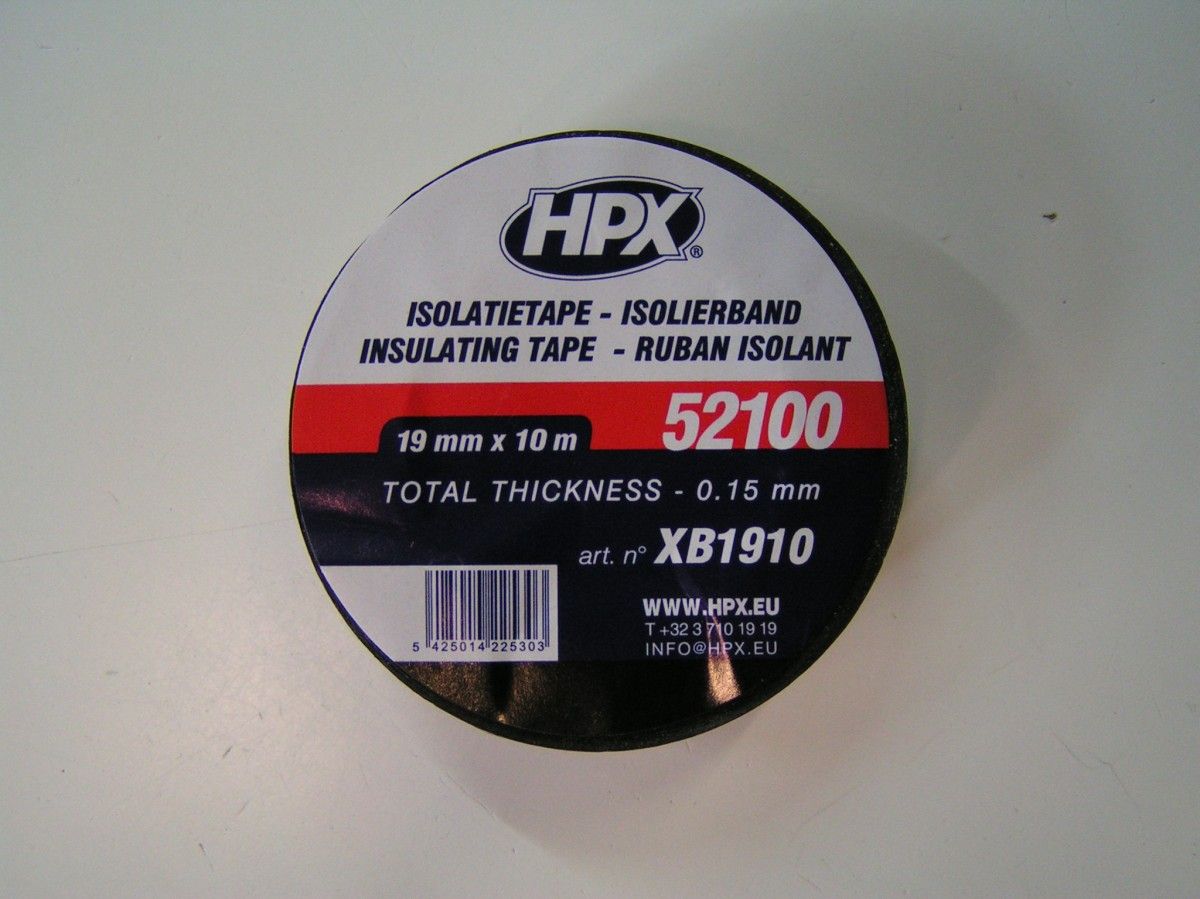 HPX®
ISOLATIETAPE - ISOLIERBAND
INSULATING TAPE - RUBAN ISOLANT
52100
19 mm x 10 m
TOTAL THICKNESS - 0.15 mm
art. n° XB1910
WWW.HPX.EU
T +32 3 710 19 19
INFO@HPX.EU
5 425014 225303